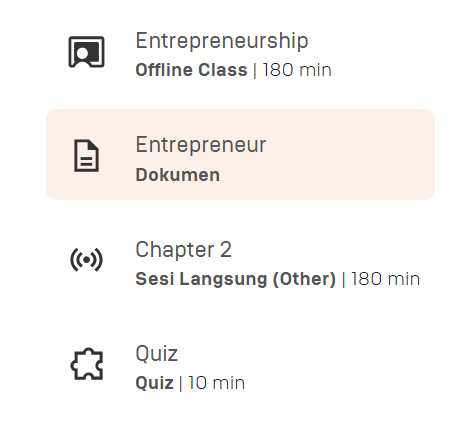 Entrepreneurship
Offline Class | 180 min
Entrepreneur
Dokumen
Chapter 2
Sesi Langsung (Other) | 180 min
Quiz
Quiz | 10 min